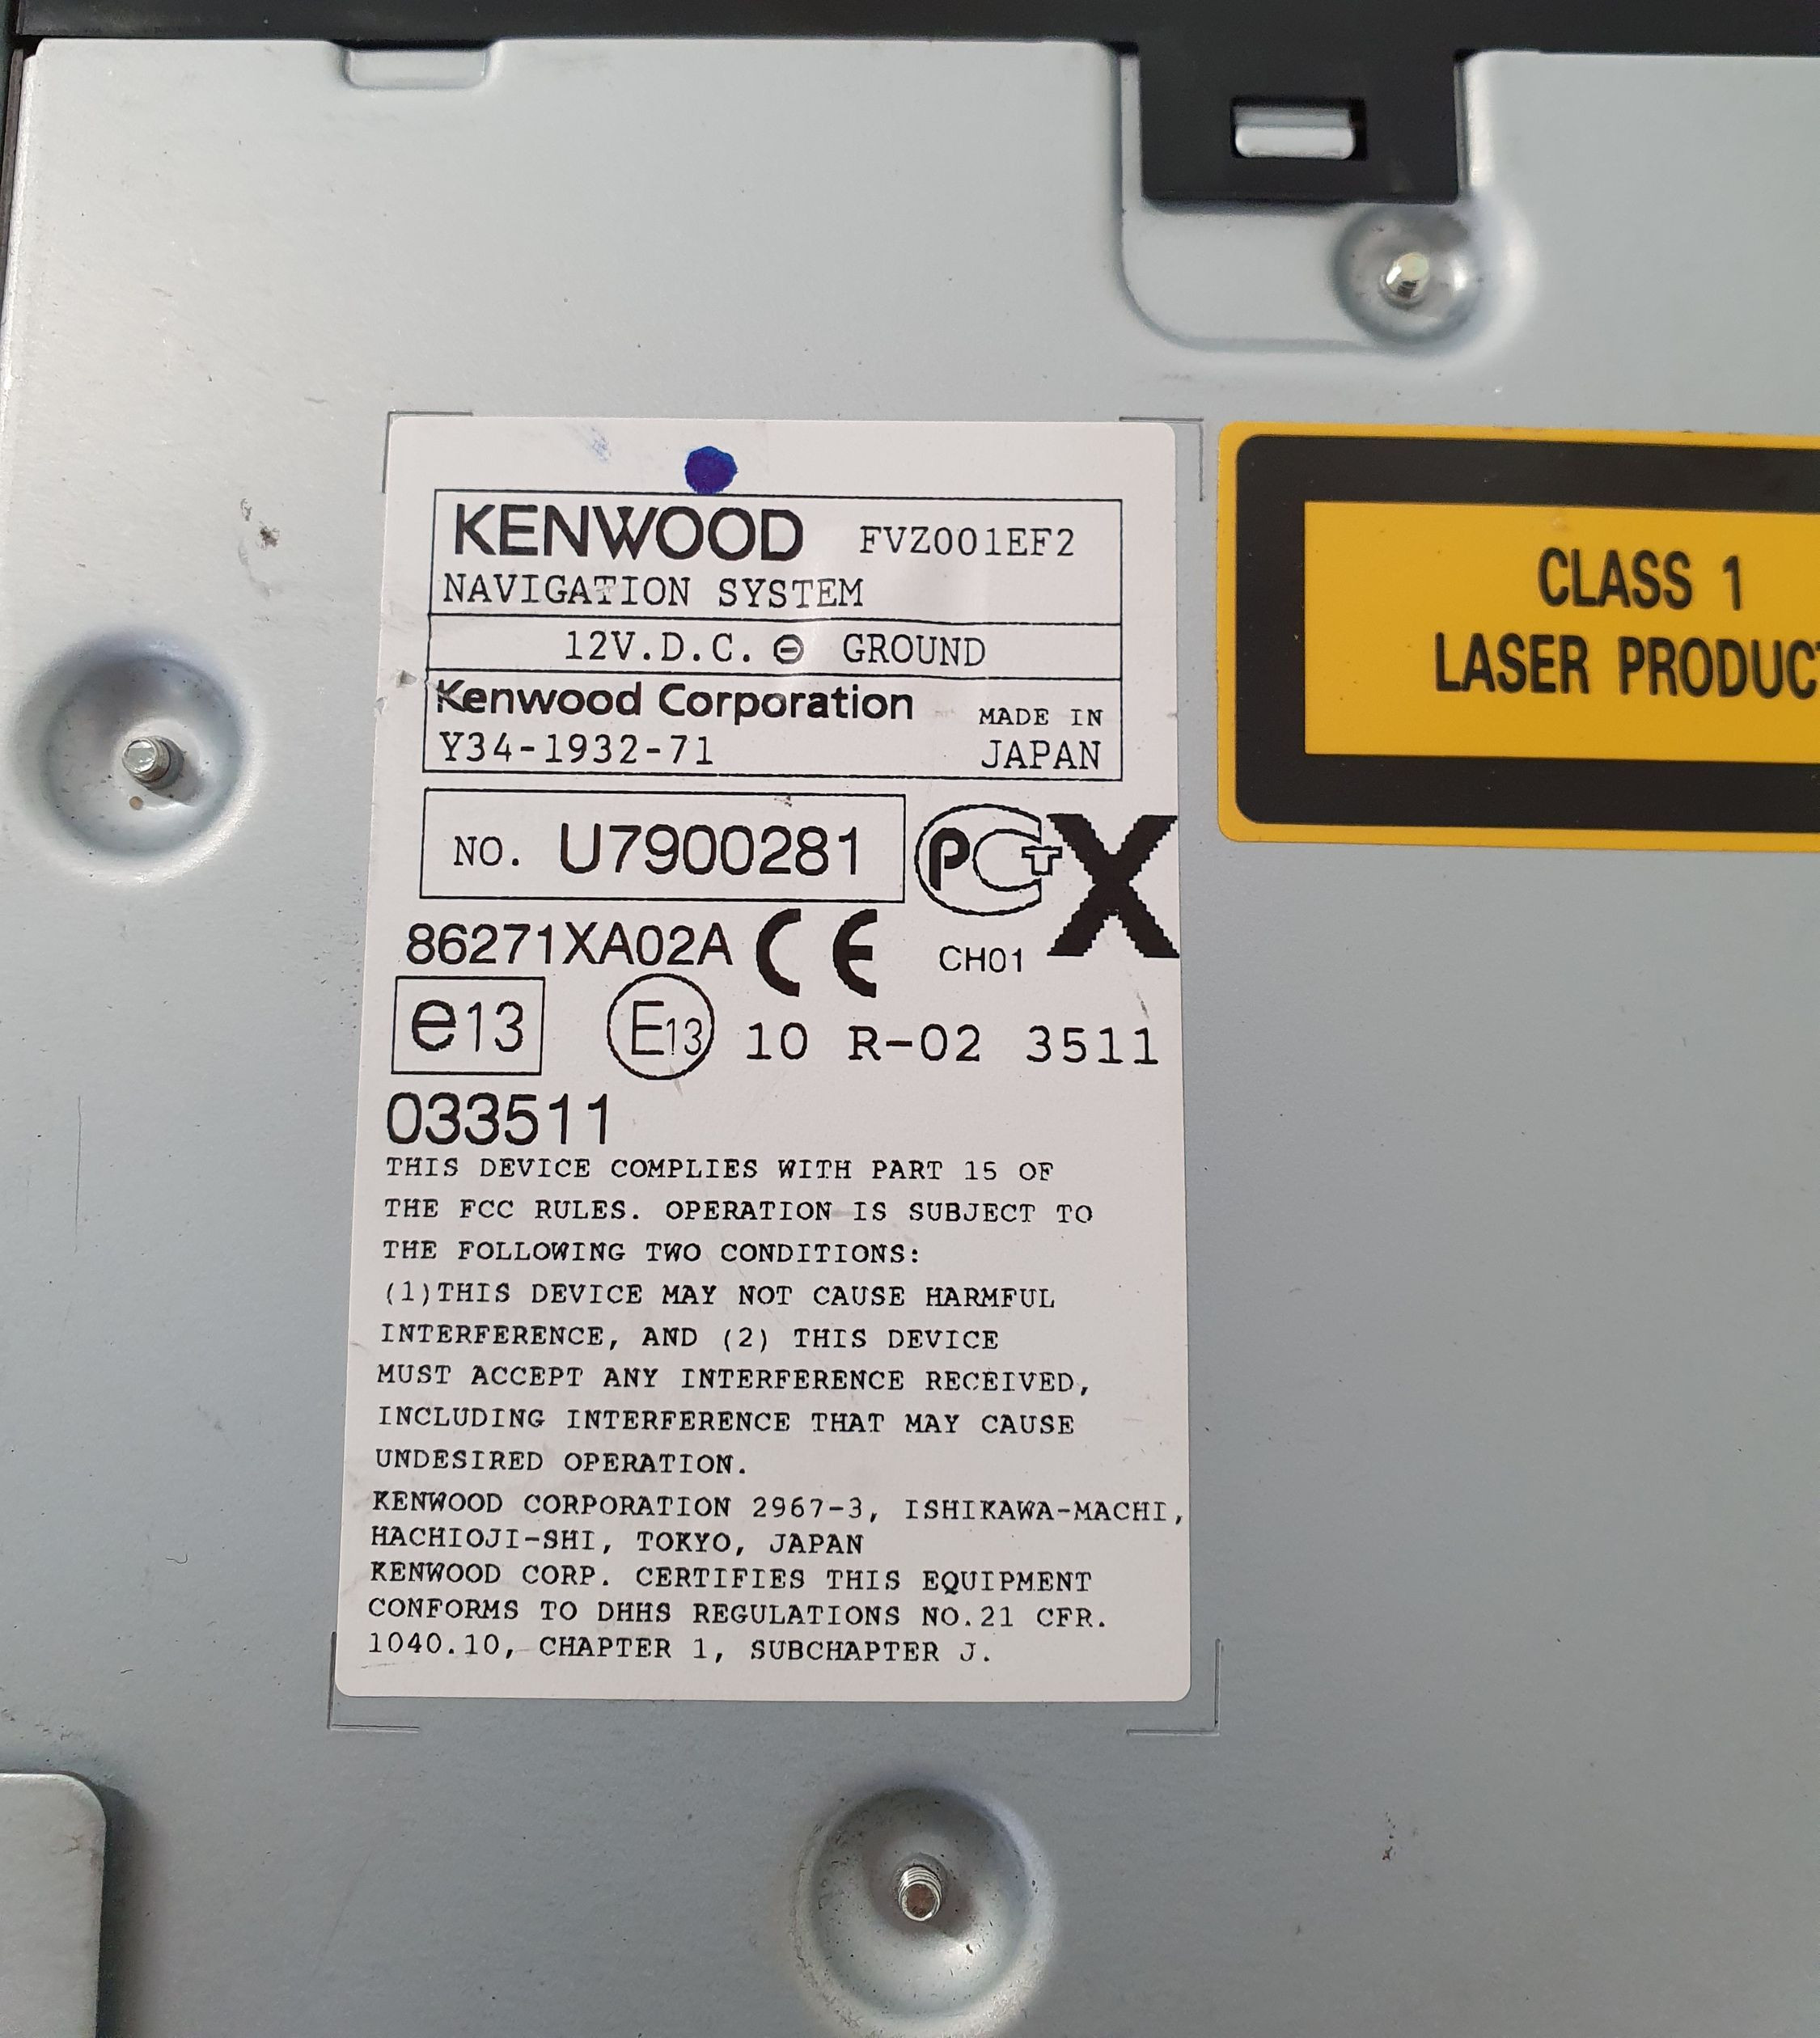 KENWOOD FVZ001EF2
NAVIGATION SYSTEM
12V.D.C. ⊖ GROUND
Kenwood Corporation MADE IN
Y34-1932-71 JAPAN
NO. U7900281
PCT X
86271XA02A CE CH01
e13 E13 10 R-02 3511
033511
THIS DEVICE COMPLIES WITH PART 15 OF
THE FCC RULES. OPERATION IS SUBJECT TO
THE FOLLOWING TWO CONDITIONS:
(1)THIS DEVICE MAY NOT CAUSE HARMFUL
INTERFERENCE, AND (2) THIS DEVICE
MUST ACCEPT ANY INTERFERENCE RECEIVED,
INCLUDING INTERFERENCE THAT MAY CAUSE
UNDESIRED OPERATION.
KENWOOD CORPORATION 2967-3, ISHIKAWA-MACHI,
HACHIOJI-SHI, TOKYO, JAPAN
KENWOOD CORP. CERTIFIES THIS EQUIPMENT
CONFORMS TO DHHS REGULATIONS NO.21 CFR.
1040.10, CHAPTER 1, SUBCHAPTER J.
CLASS 1
LASER PRODUC